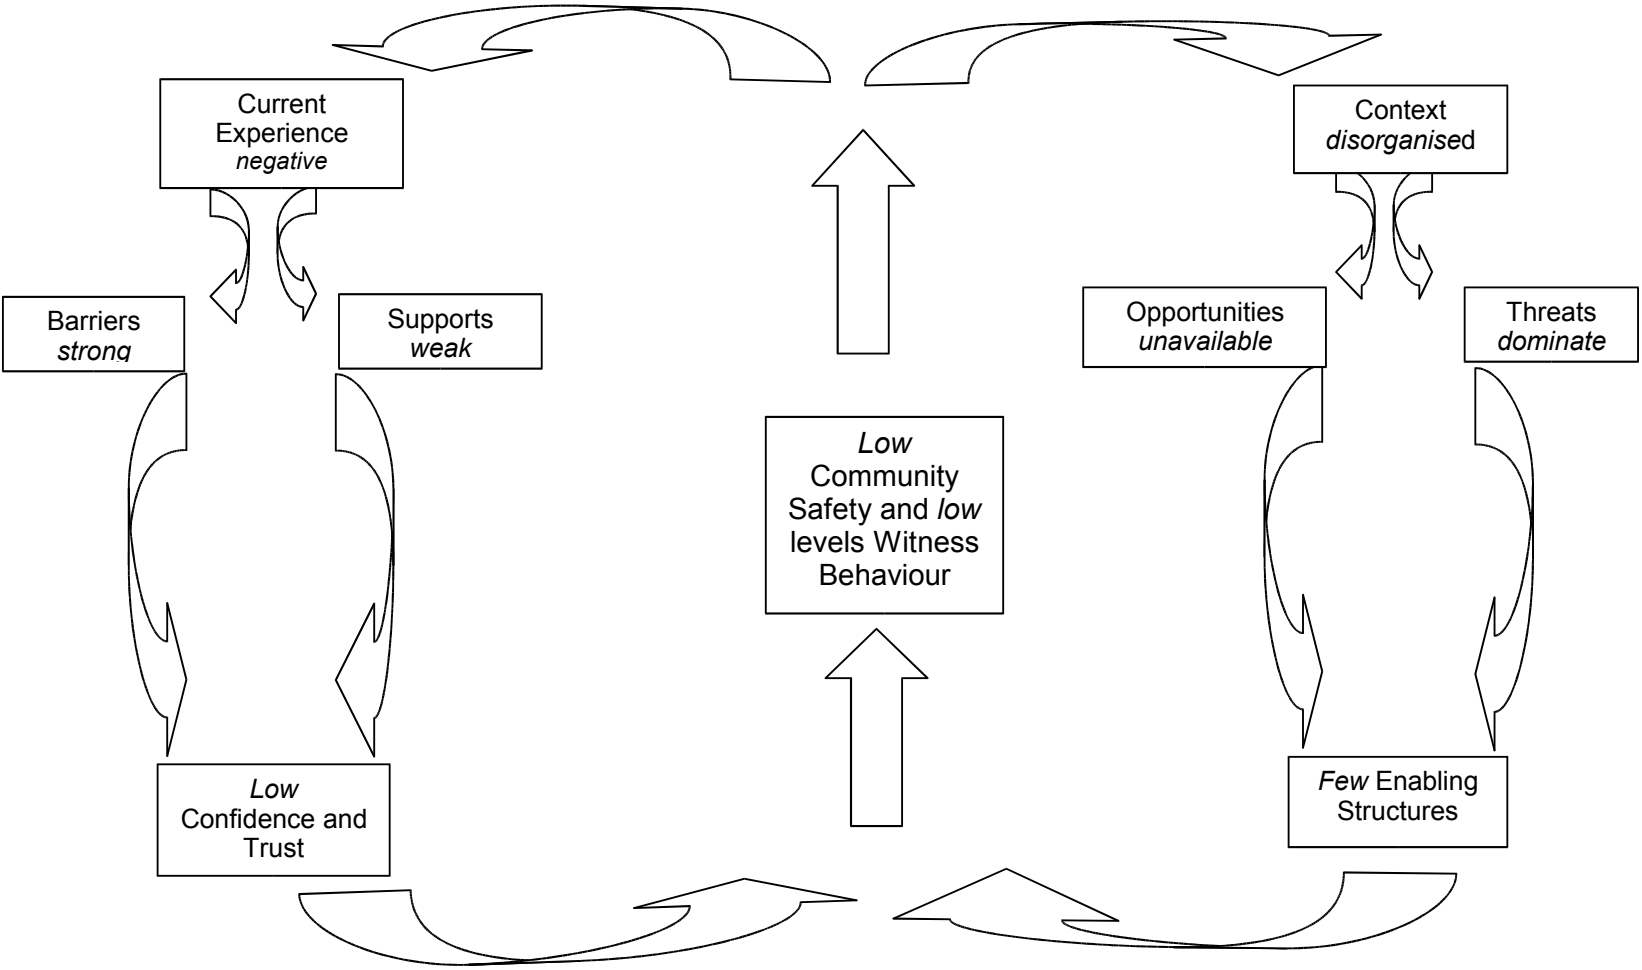 Current
Experience
negative
Context
disorganised
Barriers
strong
Supports
weak
Opportunities
unavailable
Threats
dominate
Low
Community
Safety and low
levels Witness
Behaviour
Low
Confidence and
Trust
Few Enabling
Structures